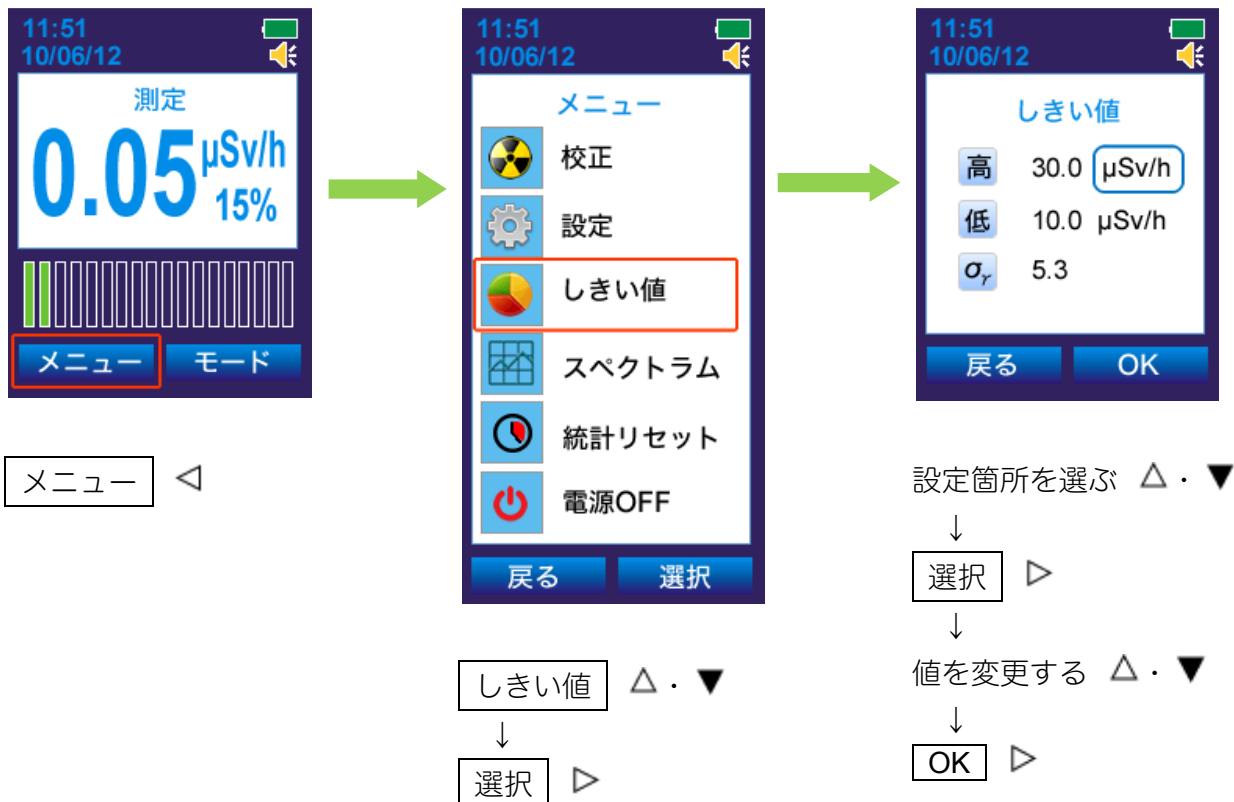 11:51
10/06/12
測定
0.05 μSv/h
15%
メニュー モード
メニュー ◁
11:51
10/06/12
メニュー
校正
設定
しきい値
スペクトラム
統計リセット
電源OFF
戻る 選択
しきい値 △・▼
↓
選択 ▷
11:51
10/06/12
しきい値
高 30.0 μSv/h
低 10.0 μSv/h
σγ 5.3
戻る OK
設定箇所を選ぶ △・▼
↓
選択 ▷
↓
値を変更する △・▼
↓
OK ▷